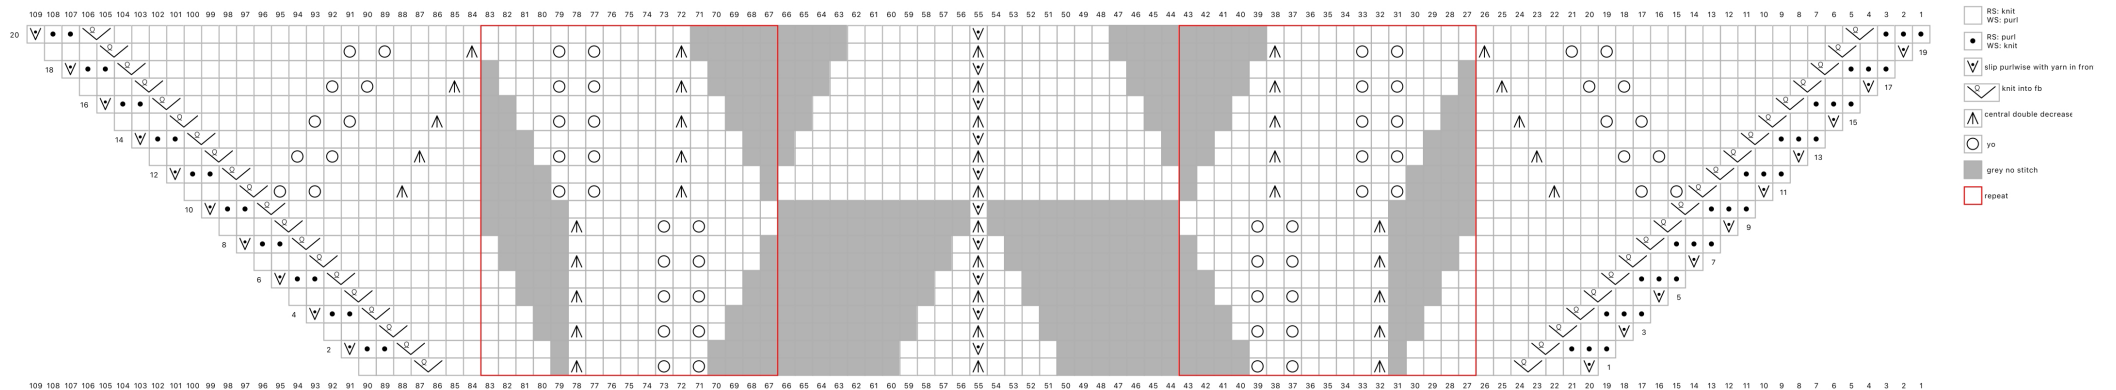 109 108 107 106 105 104 103 102 101 100 99 98 97 96 95 94 93 92 91 90 89 88 87 86 85 84 83 82 81 80 79 78 77 76 75 74 73 72 71 70 69 68 67 66 65 64 63 62 61 60 59 58 57 56 55 54 53 52 51 50 49 48 47 46 45 44 43 42 41 40 39 38 37 36 35 34 33 32 31 30 29 28 27 26 25 24 23 22 21 20 19 18 17 16 15 14 13 12 11 10 9 8 7 6 5 4 3 2 1
20
19
18
17
16
15
14
13
12
11
10
9
8
7
6
5
4
3
2
1
109 108 107 106 105 104 103 102 101 100 99 98 97 96 95 94 93 92 91 90 89 88 87 86 85 84 83 82 81 80 79 78 77 76 75 74 73 72 71 70 69 68 67 66 65 64 63 62 61 60 59 58 57 56 55 54 53 52 51 50 49 48 47 46 45 44 43 42 41 40 39 38 37 36 35 34 33 32 31 30 29 28 27 26 25 24 23 22 21 20 19 18 17 16 15 14 13 12 11 10 9 8 7 6 5 4 3 2 1
RS: knit
WS: purl
RS: purl
WS: knit
slip purlwise with yarn in fron
knit into fb
central double decrease
yo
grey no stitch
repeat